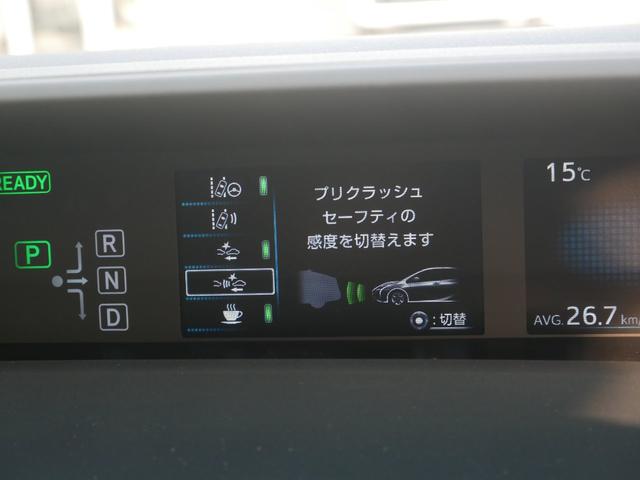 READY
P
R
N
D
プリクラッシュ
セーフティの
感度を切替えます
:切替
15℃
AVG. 26.7 km/